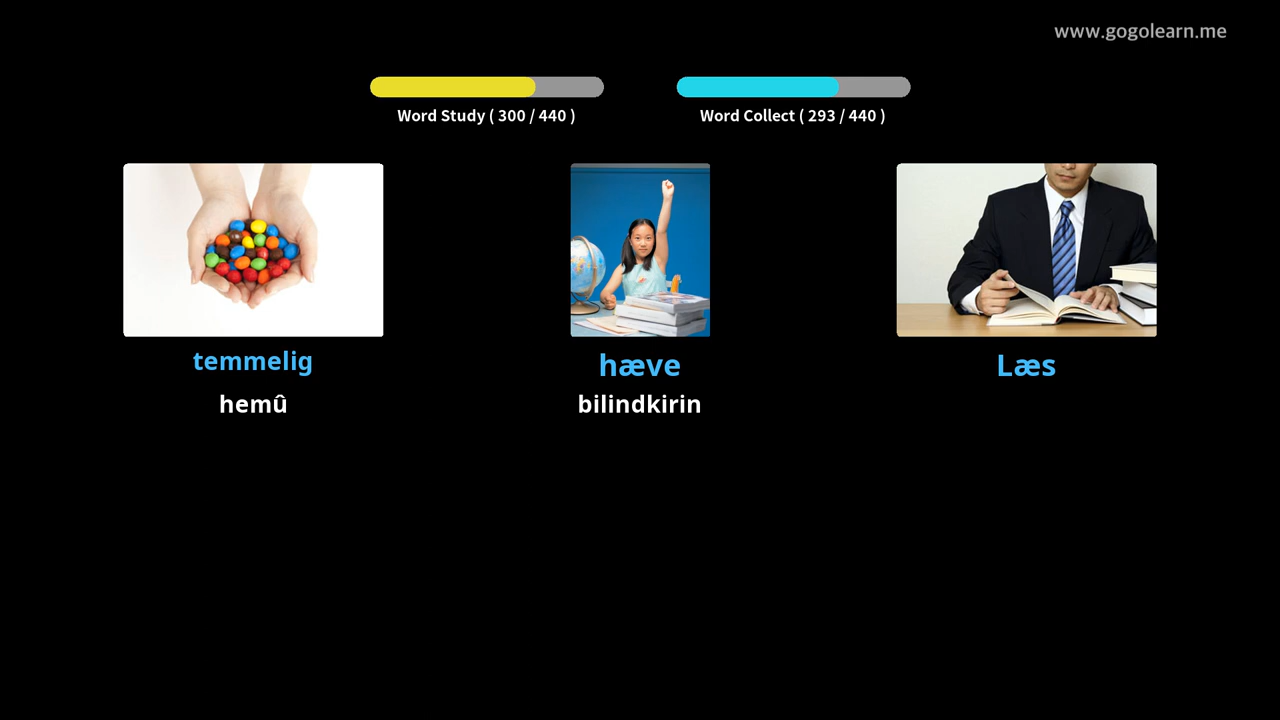 www.gogolearn.me
Word Study ( 300 / 440 )
Word Collect ( 293 / 440 )
temmelig
hæve
Læs
hemû
bilindkirin